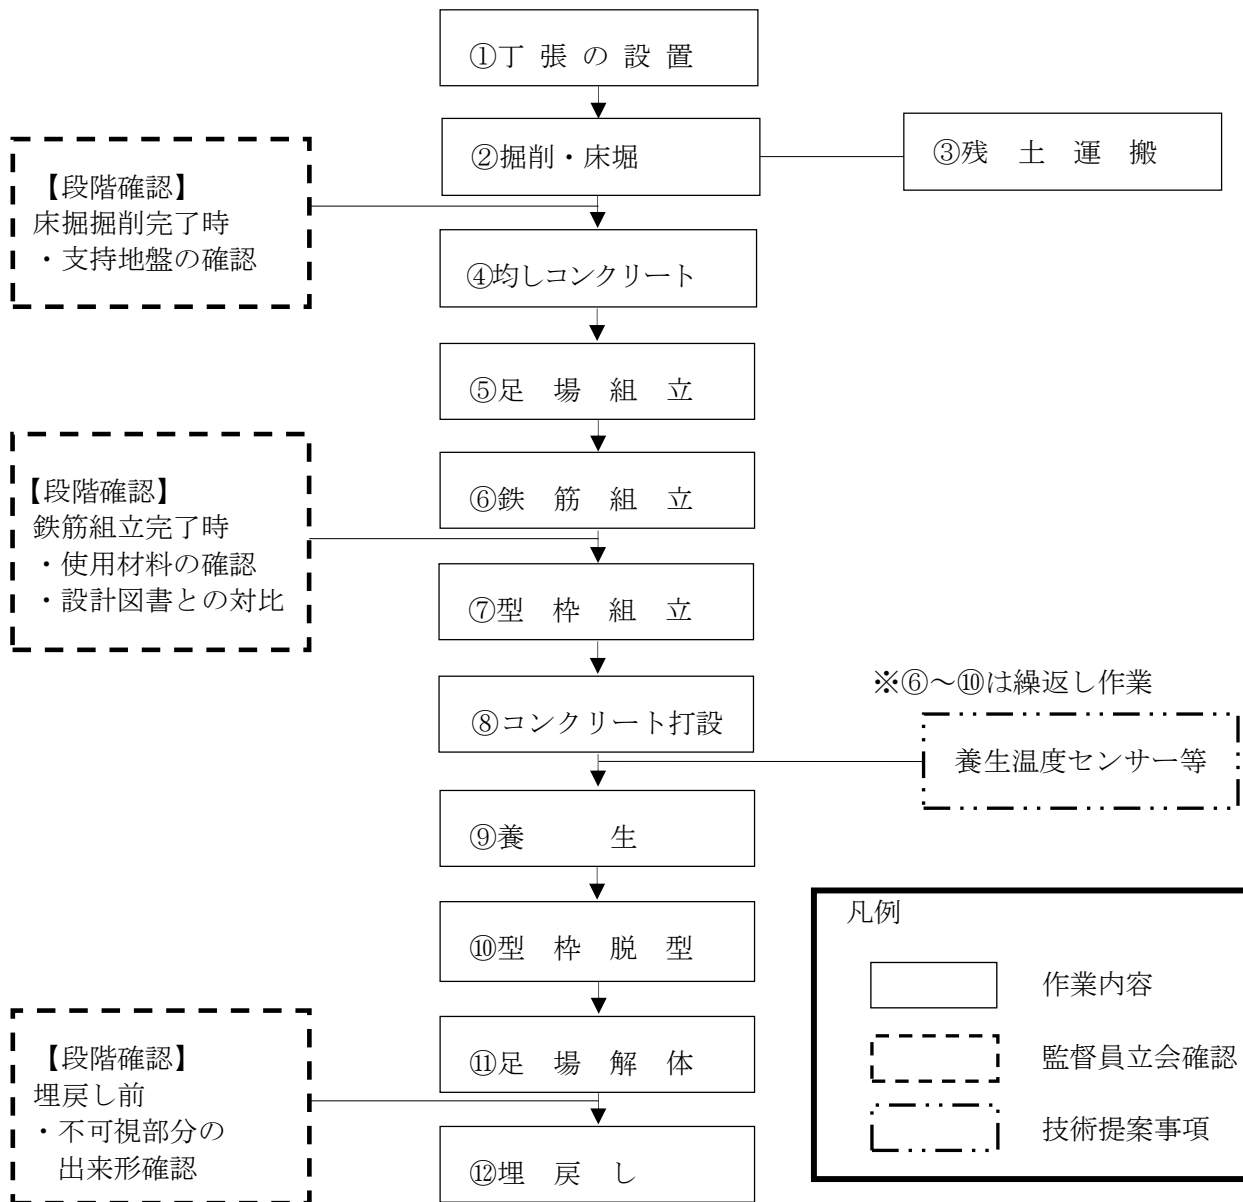 ①丁張の設置
②掘削・床堀
③残土運搬
【段階確認】
床掘掘削完了時
・支持地盤の確認
④均しコンクリート
⑤足場組立
【段階確認】
鉄筋組立完了時
・使用材料の確認
・設計図書との対比
⑥鉄筋組立
⑦型枠組立
※⑥～⑩は繰返し作業
⑧コンクリート打設
養生温度センサー等
⑨養生
⑩型枠脱型
凡例
作業内容
監督員立会確認
技術提案事項
⑪足場解体
【段階確認】
埋戻し前
・不可視部分の
出来形確認
⑫埋戻し